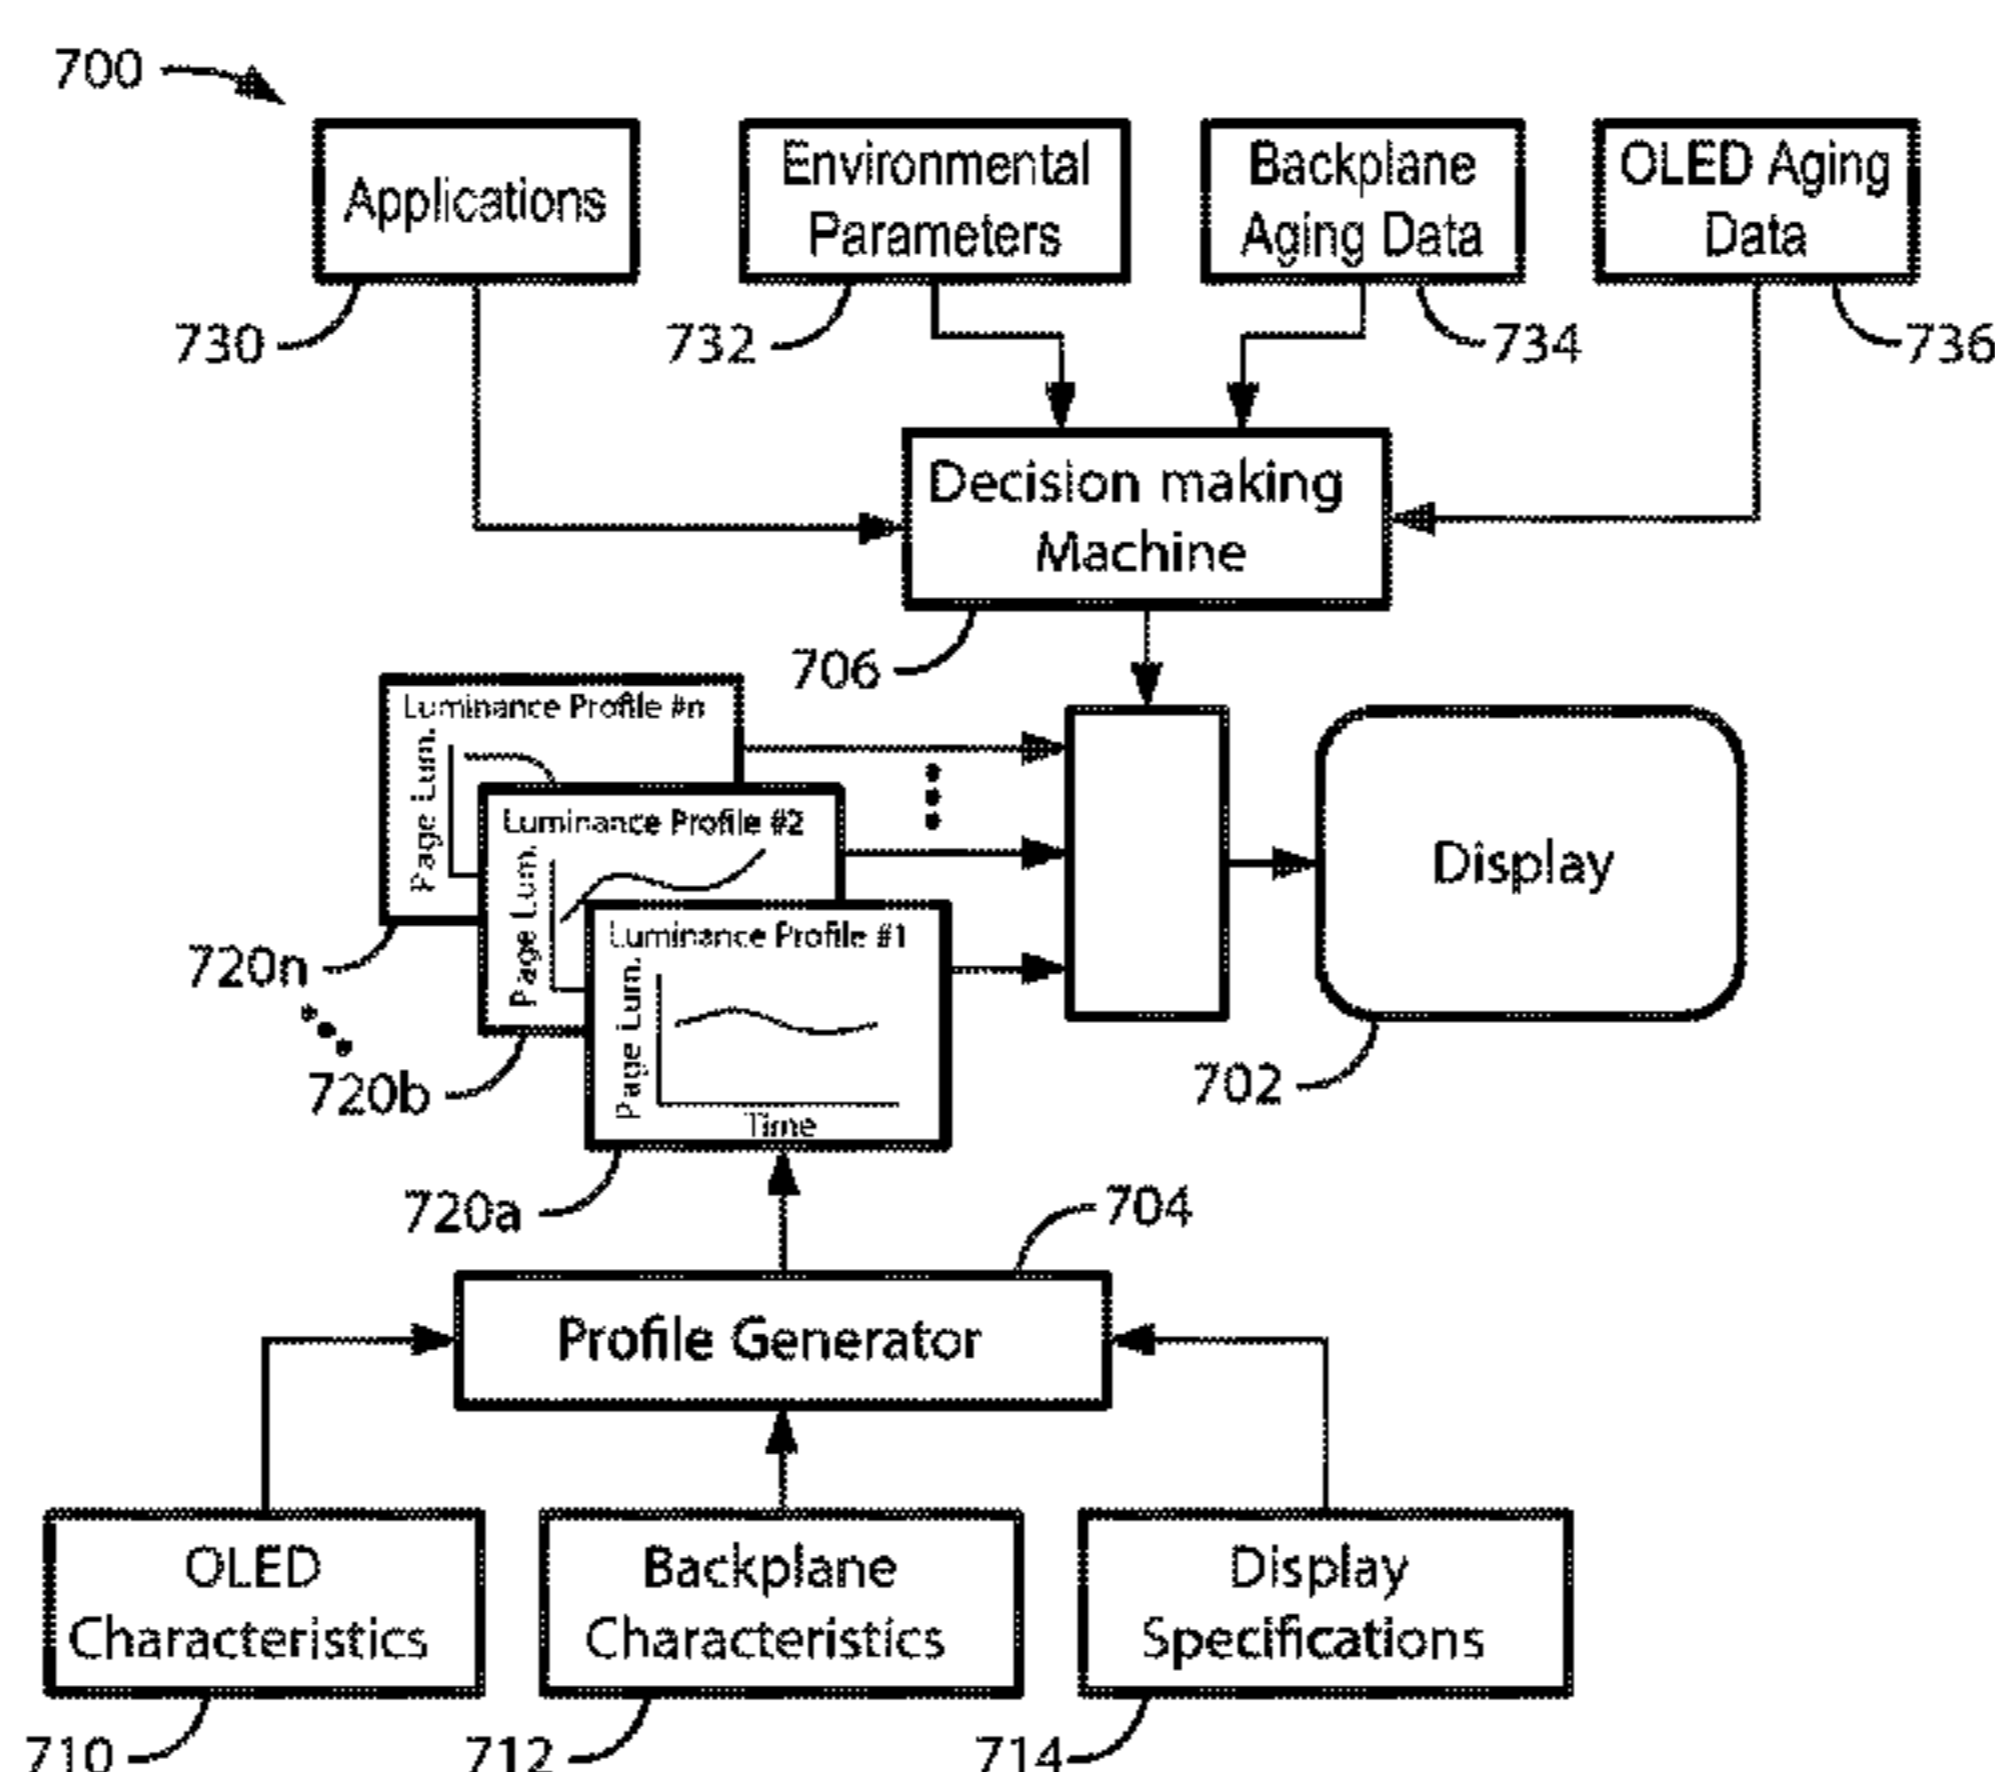 700
Applications
Environmental
Parameters
Backplane
Aging Data
OLED Aging
Data
730
732
734
736
Decision making
Machine
706
Luminance Profile #n
Page Lum.
Luminance Profile #2
Page Lum.
Luminance Profile #1
Page Lum.
Time
Display
720n
720b
720a
702
704
Profile Generator
OLED
Characteristics
Backplane
Characteristics
Display
Specifications
710
712
714